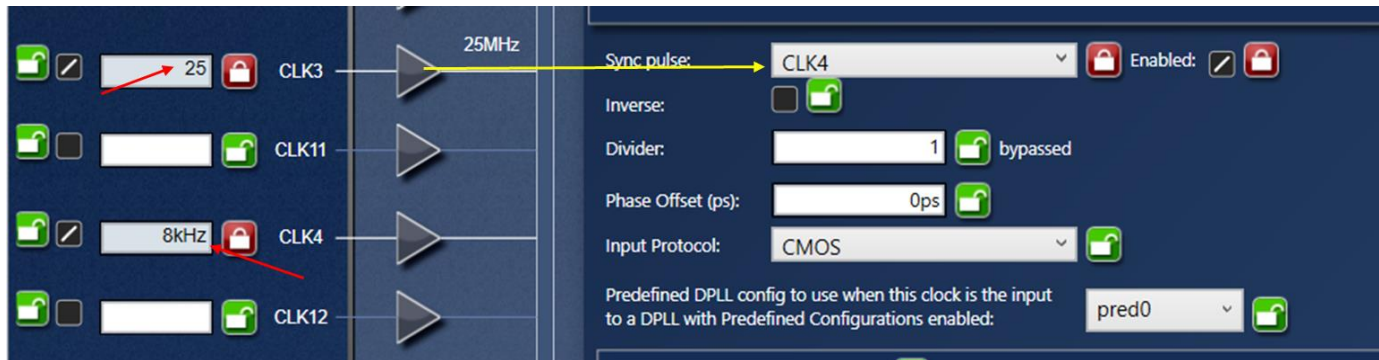 25 CLK3 25MHz
CLK11
8kHz CLK4
CLK12
Sync pulse: CLK4 Enabled:
Inverse:
Divider: 1 bypassed
Phase Offset (ps): 0ps
Input Protocol: CMOS
Predefined DPLL config to use when this clock is the input
to a DPLL with Predefined Configurations enabled: pred0